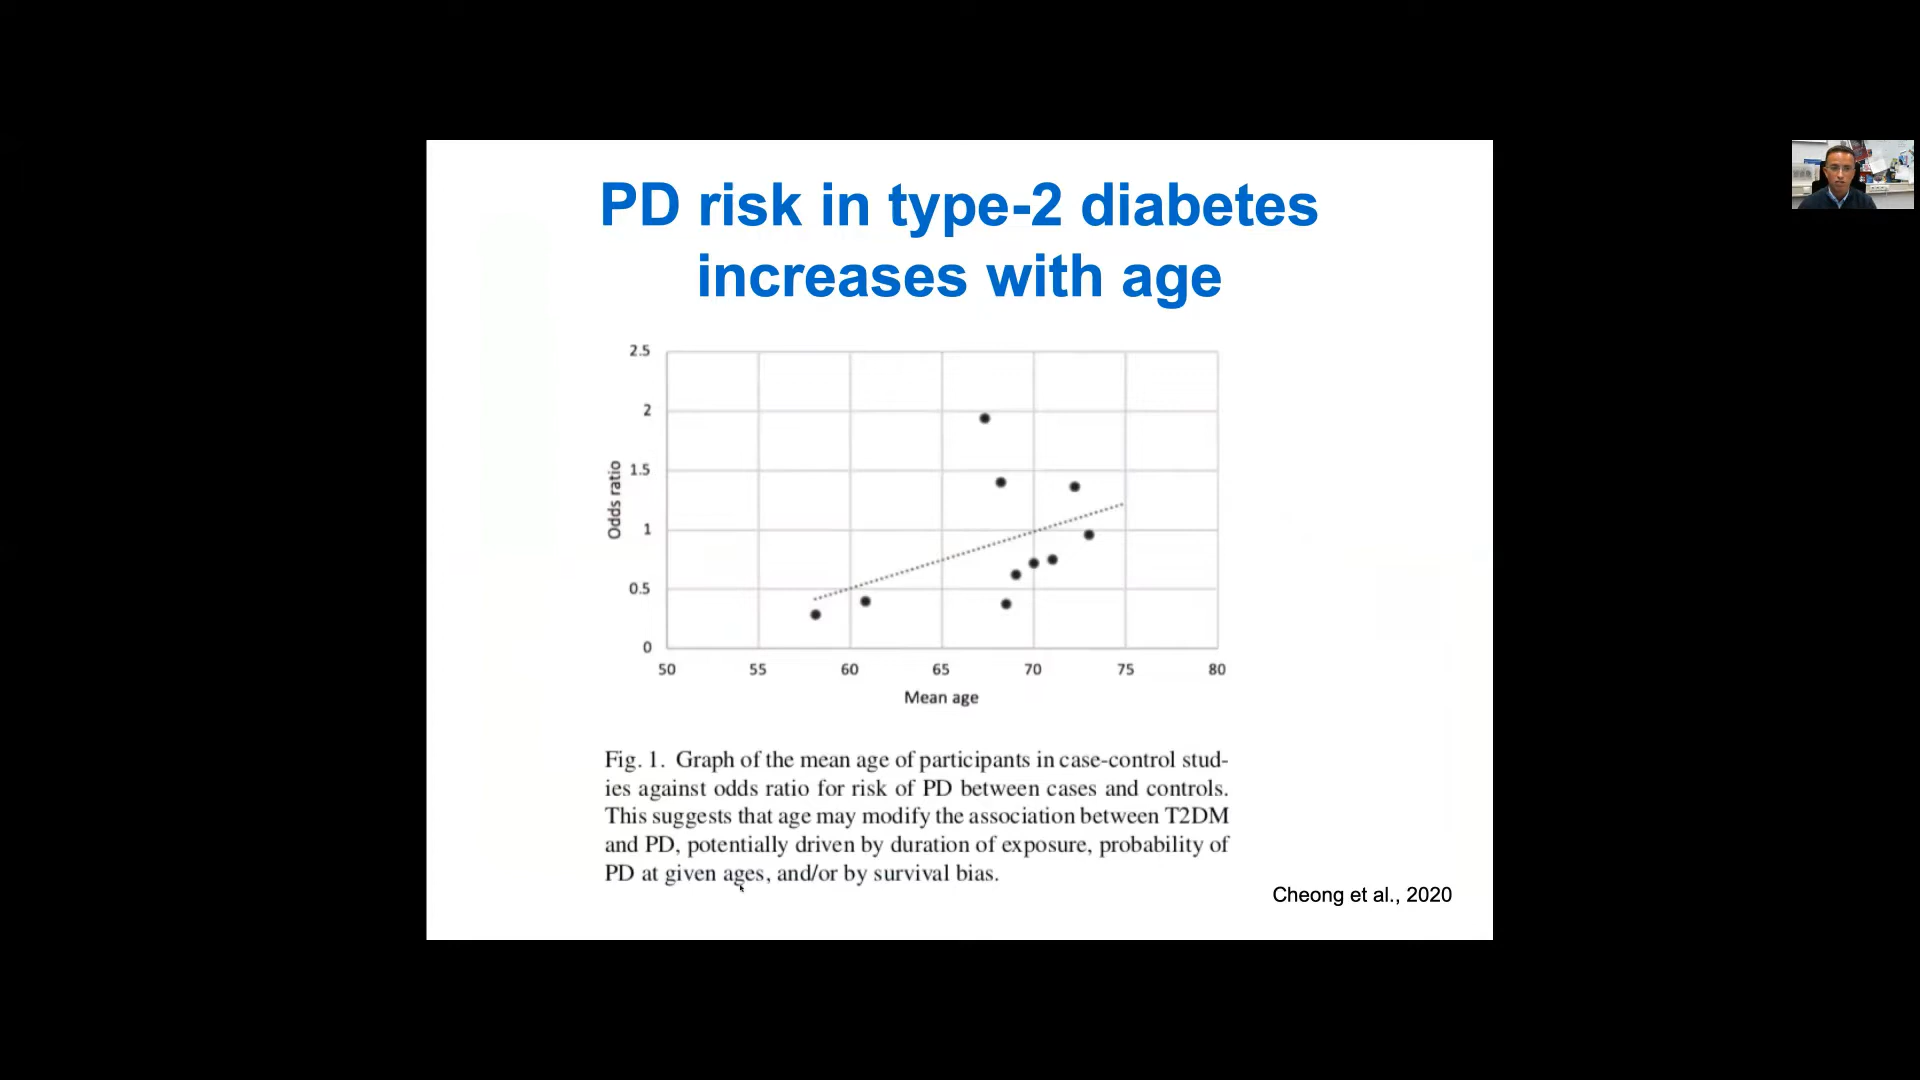 PD risk in type-2 diabetes
increases with age
2.5
2
1.5
1
0.5
0
Odds ratio
50 55 60 65 70 75 80
Mean age
Fig. 1. Graph of the mean age of participants in case-control stud-
ies against odds ratio for risk of PD between cases and controls.
This suggests that age may modify the association between T2DM
and PD, potentially driven by duration of exposure, probability of
PD at given ages, and/or by survival bias.
Cheong et al., 2020